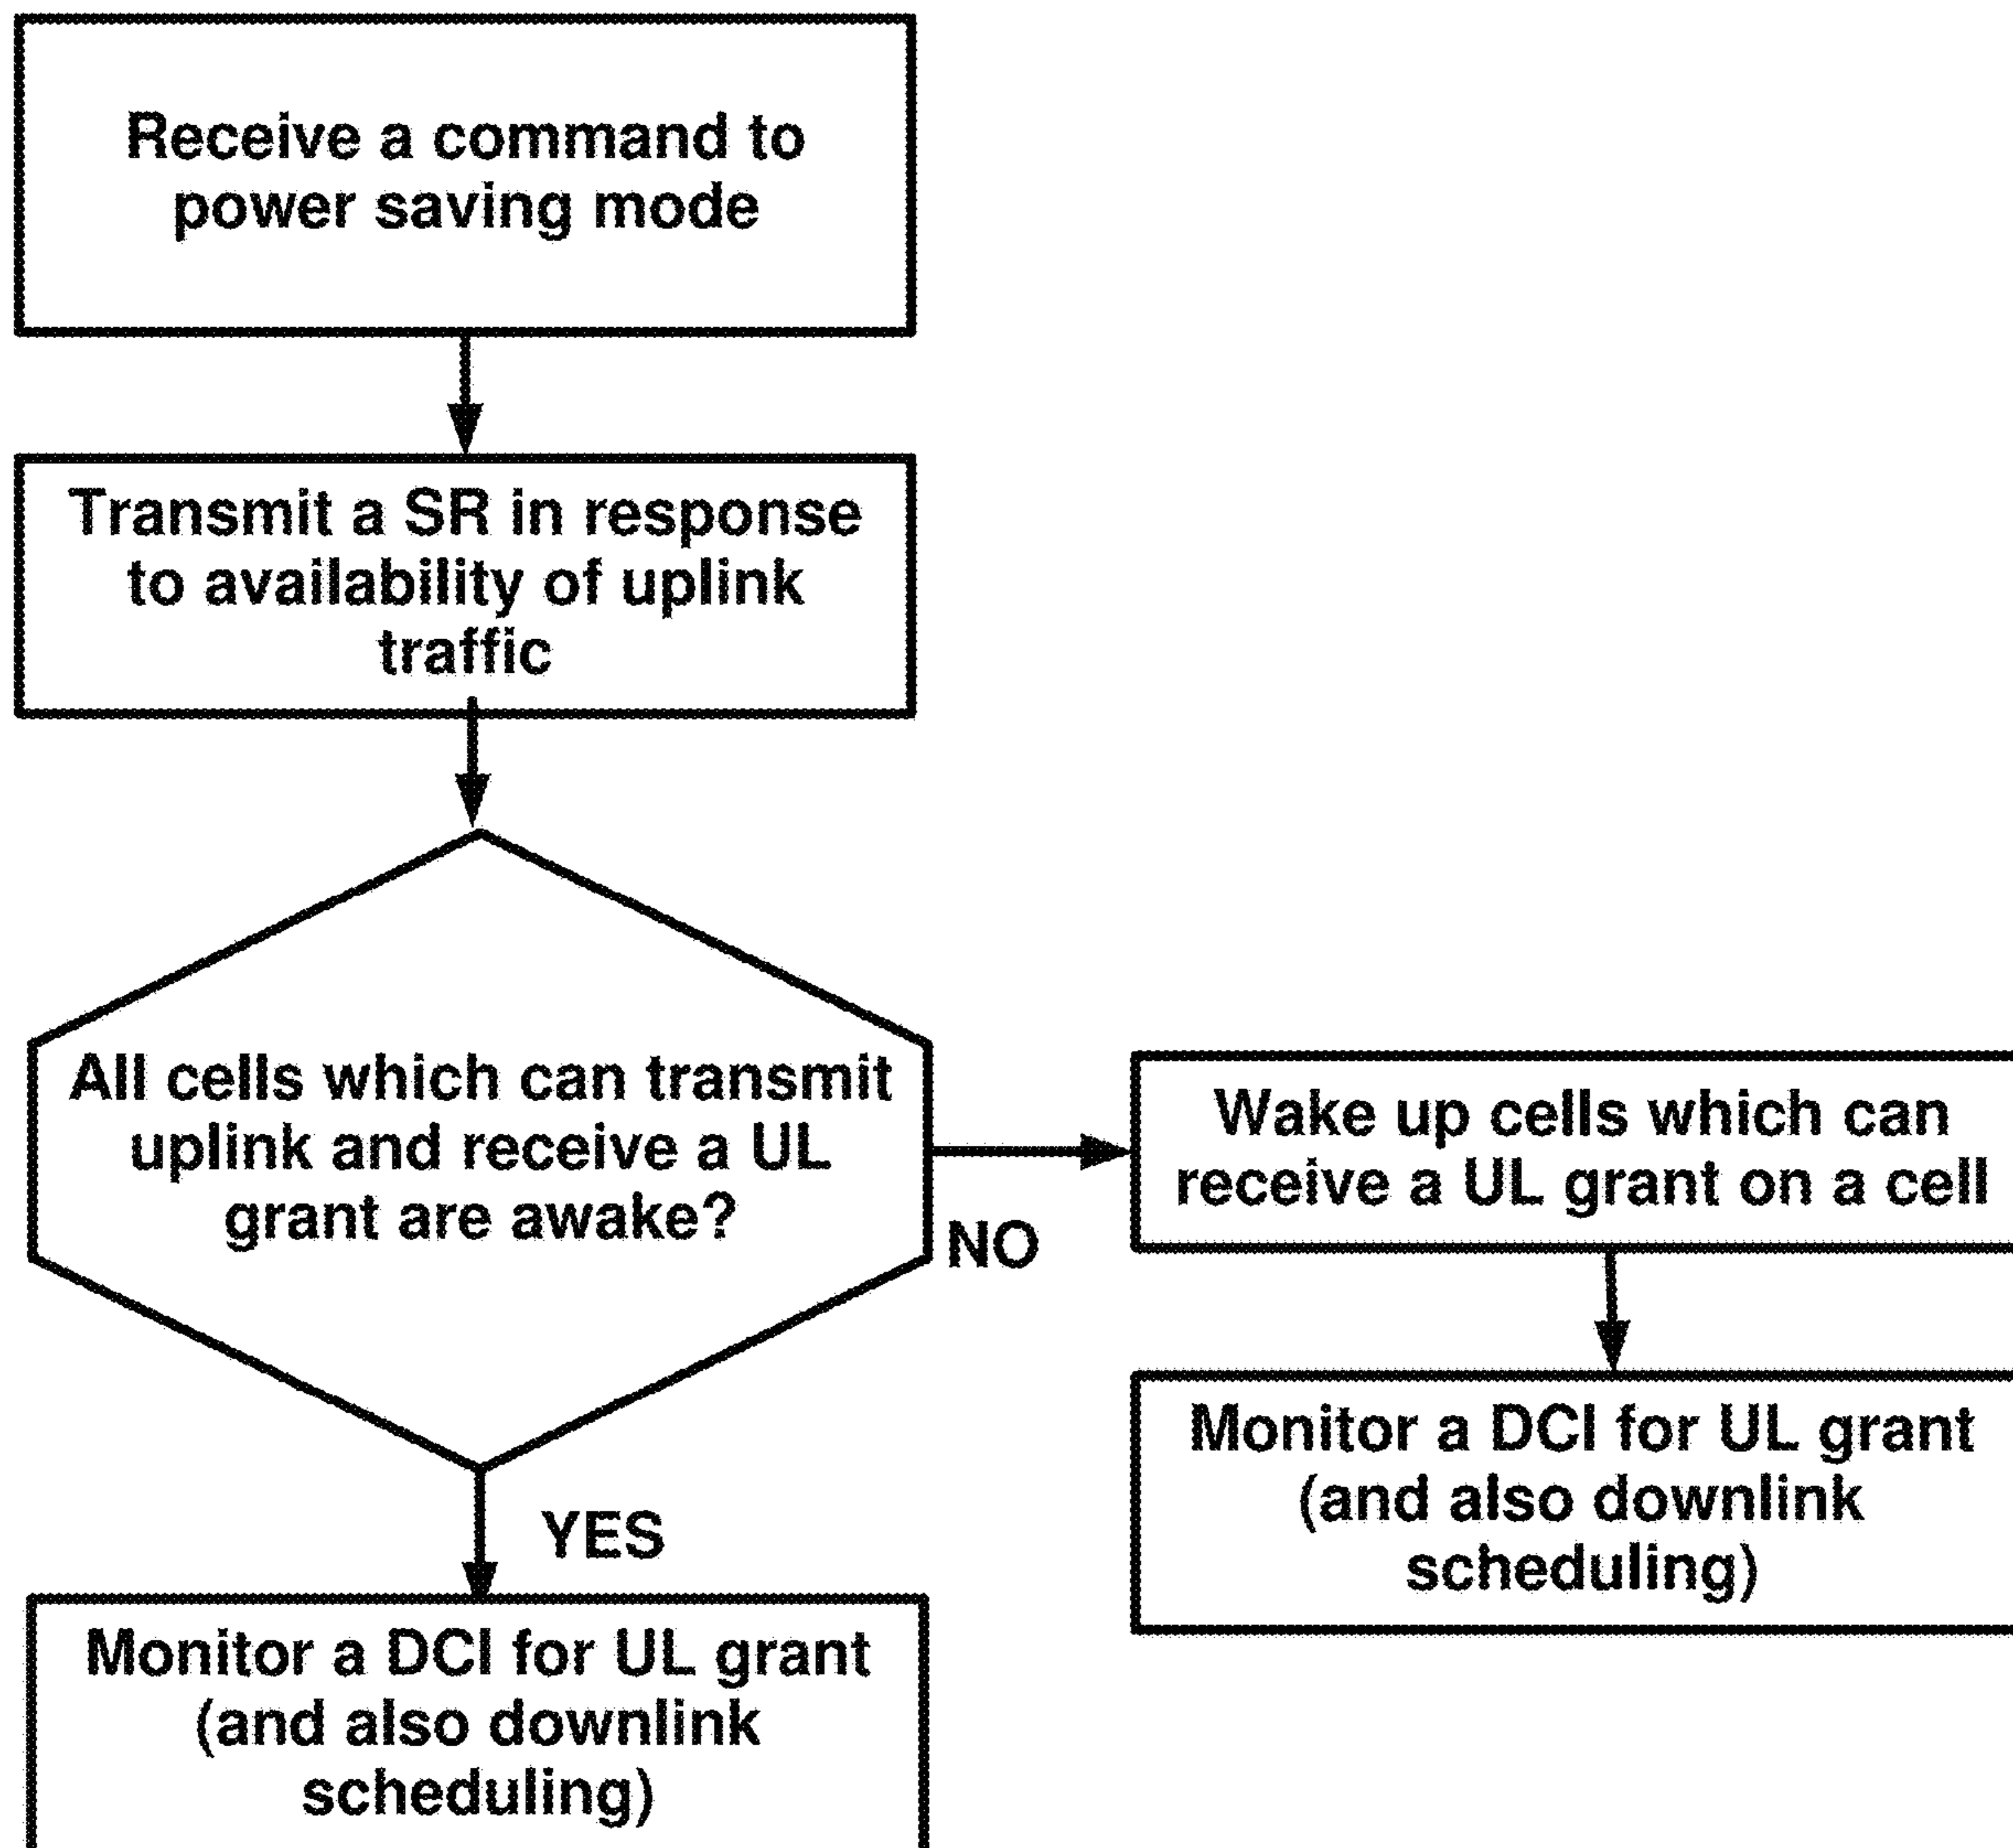 Receive a command to
power saving mode
Transmit a SR in response
to availability of uplink
traffic
All cells which can transmit
uplink and receive a UL
grant are awake?
NO
Wake up cells which can
receive a UL grant on a cell
Monitor a DCI for UL grant
(and also downlink
scheduling)
YES
Monitor a DCI for UL grant
(and also downlink
scheduling)